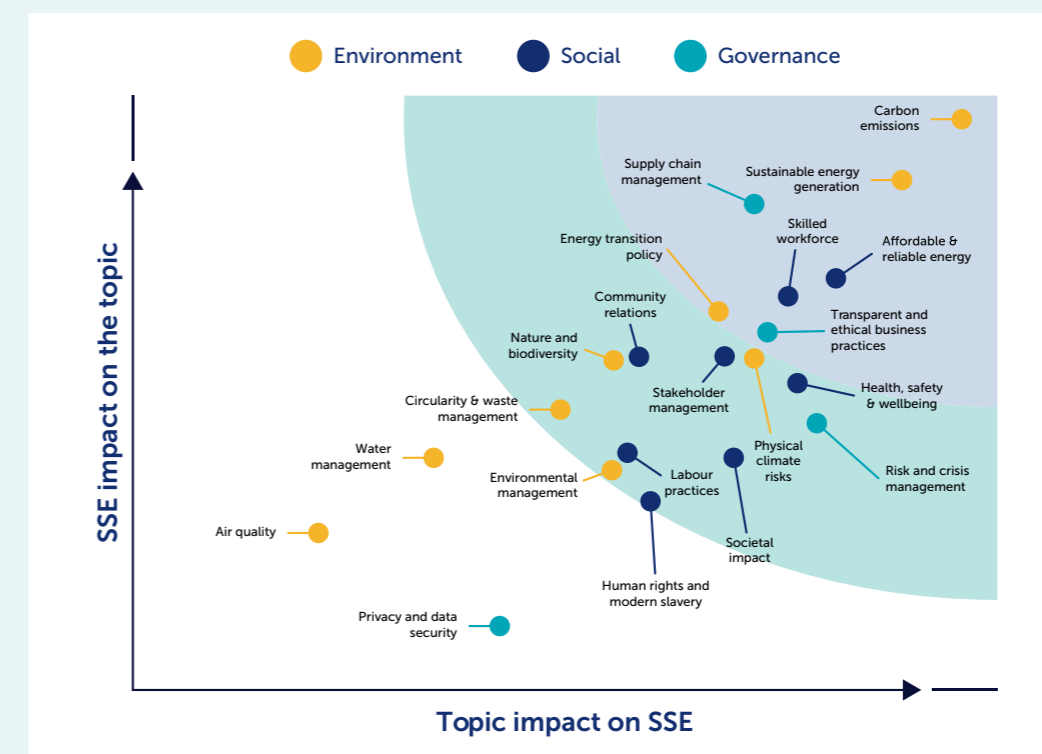 Environment
Social
Governance
SSE impact on the topic
Carbon
emissions
Supply chain
management
Sustainable energy
generation
Skilled
workforce
Energy transition
policy
Affordable &
reliable energy
Community
relations
Transparent and
ethical business
practices
Nature and
biodiversity
Stakeholder
management
Health, safety
& wellbeing
Circularity & waste
management
Water
management
Physical
climate
risks
Environmental
management
Labour
practices
Risk and crisis
management
Air quality
Societal
impact
Human rights and
modern slavery
Privacy and data
security
Topic impact on SSE